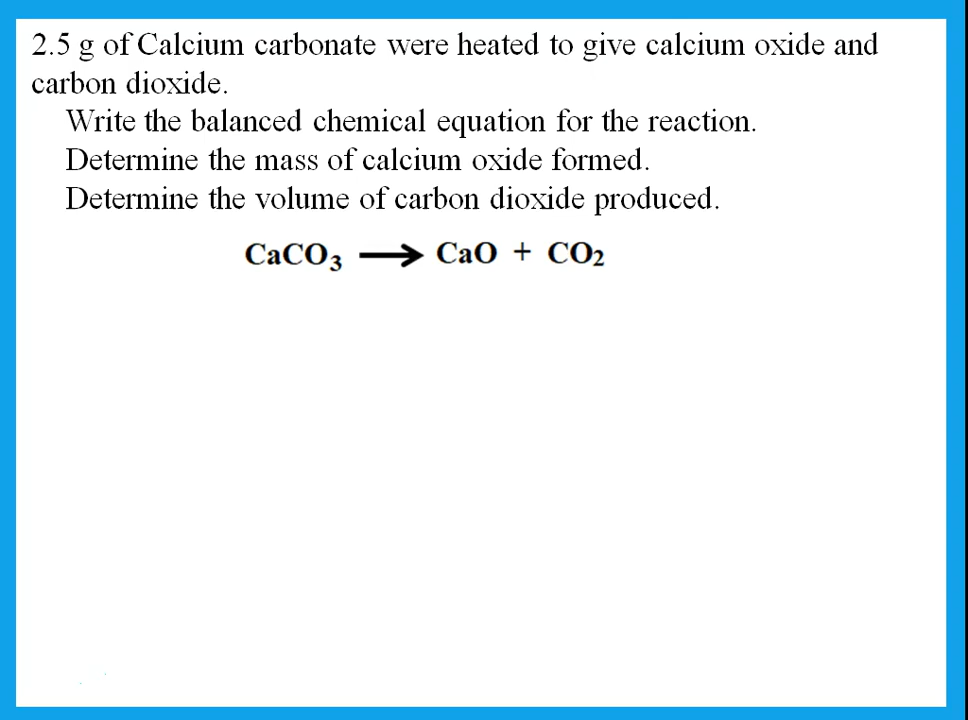 2.5 g of Calcium carbonate were heated to give calcium oxide and
carbon dioxide.
Write the balanced chemical equation for the reaction.
Determine the mass of calcium oxide formed.
Determine the volume of carbon dioxide produced.
CaCO₃ ⟶ CaO + CO₂